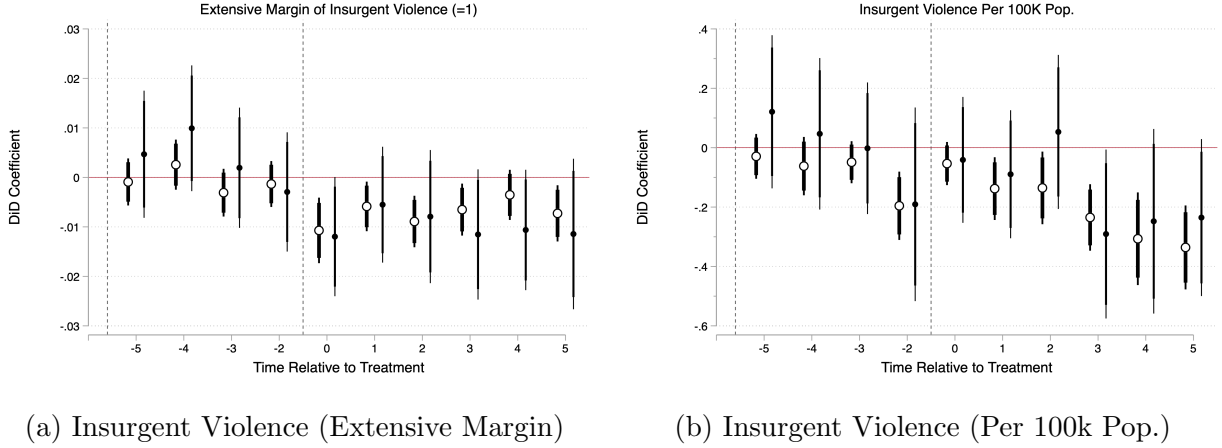 Extensive Margin of Insurgent Violence (=1)
DiD Coefficient
.03
.02
.01
0
-.01
-.02
-.03
-5 -4 -3 -2 0 1 2 3 4 5
Time Relative to Treatment
(a) Insurgent Violence (Extensive Margin)
Insurgent Violence Per 100K Pop.
DiD Coefficient
.4
.2
0
-.2
-.4
-.6
-5 -4 -3 -2 0 1 2 3 4 5
Time Relative to Treatment
(b) Insurgent Violence (Per 100k Pop.)